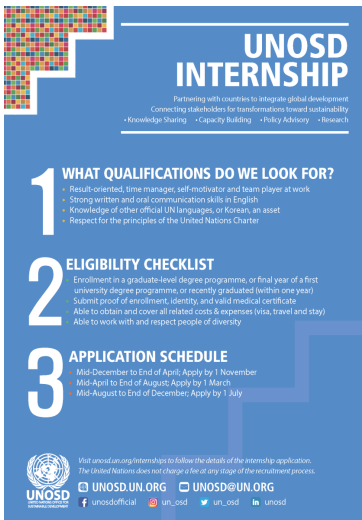 UNOSD
INTERNSHIP
Partnering with countries to integrate global development
Connecting stakeholders for transformations toward sustainability
• Knowledge Sharing • Capacity Building • Policy Advisory • Research
1
WHAT QUALIFICATIONS DO WE LOOK FOR?
• Result-oriented, time manager, self-motivator and team player at work
• Strong written and oral communication skills in English
• Knowledge of other official UN languages, or Korean, an asset
• Respect for the principles of the United Nations Charter
2
ELIGIBILITY CHECKLIST
• Enrollment in a graduate-level degree programme, or final year of a first
university degree programme, or recently graduated (within one year)
• Submit proof of enrollment, identity, and valid medical certificate
• Able to obtain and cover all related costs & expenses (visa, travel and stay)
• Able to work with and respect people of diversity
3
APPLICATION SCHEDULE
• Mid-December to End of April; Apply by 1 November
• Mid-April to End of August; Apply by 1 March
• Mid-August to End of December; Apply by 1 July
Visit unosd.un.org/internships to follow the details of the internship application.
The United Nations does not charge a fee at any stage of the recruitment process.
UNOSD
UNITED NATIONS OFFICE FOR
SUSTAINABLE DEVELOPMENT
UNOSD.UN.ORG UNOSD@UN.ORG
unosdofficial un_osd un_osd unosd